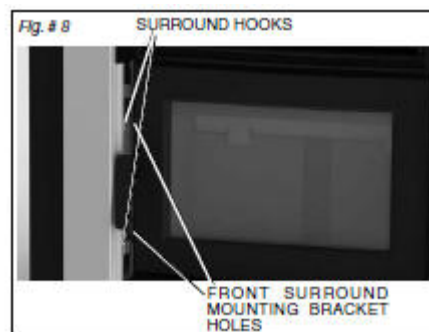 Fig. # 8
SURROUND HOOKS
FRONT SURROUND
MOUNTING BRACKET
HOLES